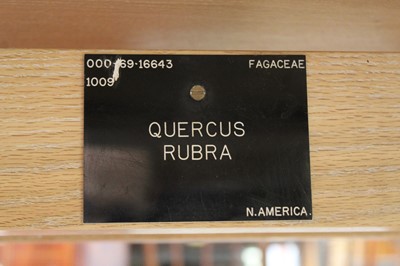 000-69-16643 FAGACEAE
1009
QUERCUS
RUBRA
N.AMERICA.